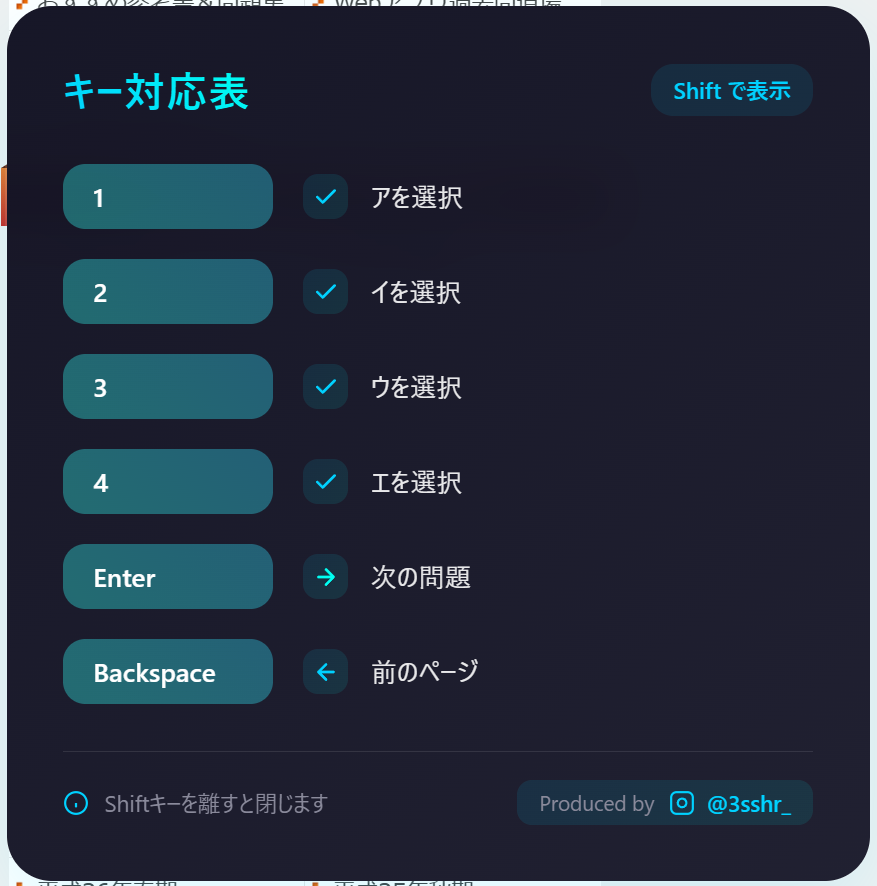 キー対応表
Shift で表示
1
アを選択
2
イを選択
3
ウを選択
4
エを選択
Enter
次の問題
Backspace
前のページ
Shiftキーを離すと閉じます
Produced by @3sshr_